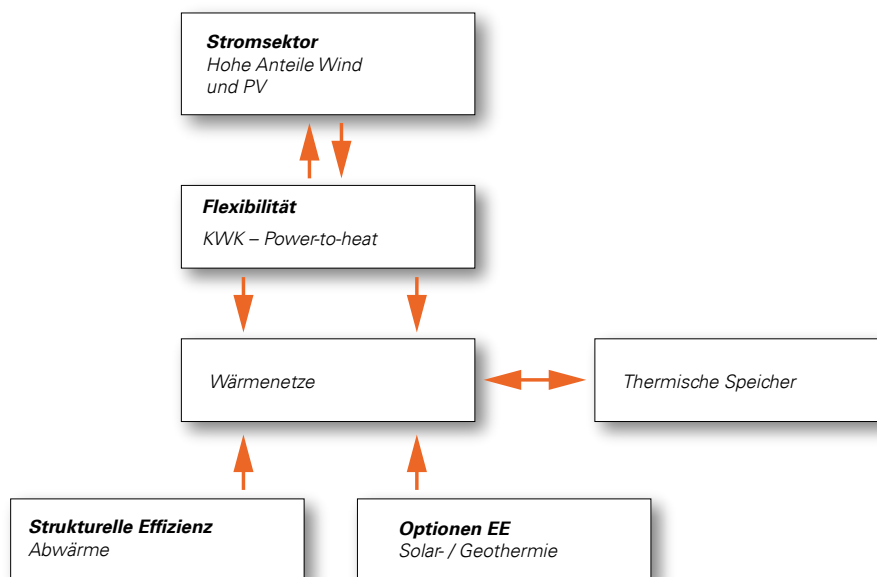 Stromsektor
Hohe Anteile Wind
und PV
Flexibilität
KWK – Power-to-heat
Wärmenetze
Thermische Speicher
Strukturelle Effizienz
Abwärme
Optionen EE
Solar- / Geothermie